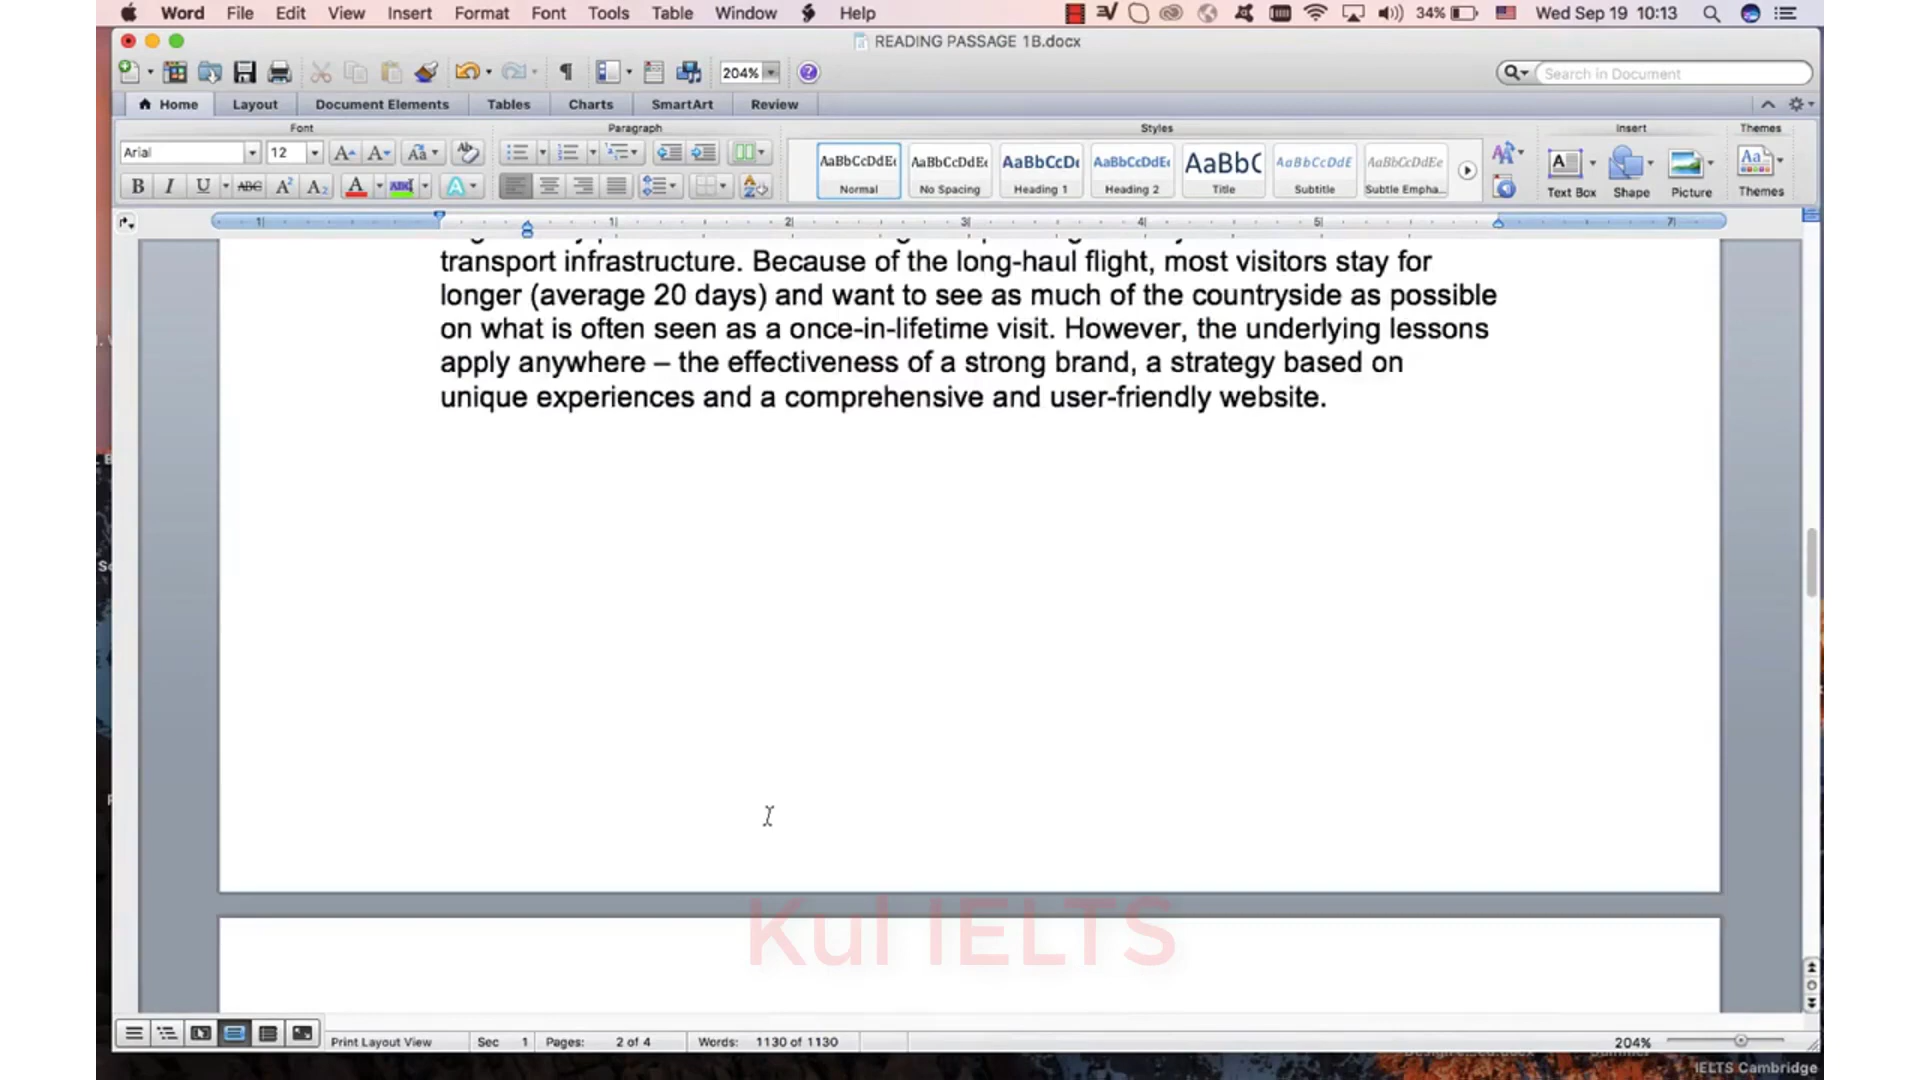 Word File Edit View Insert Format Font Tools Table Window Help 34% Wed Sep 19 10:13
READING PASSAGE 1B.docx
204% Search in Document
Home Layout Document Elements Tables Charts SmartArt Review
Font Paragraph Styles Insert Themes
Arial 12
AaBbCcDdEe AaBbCcDdEe AaBbCcDc AaBbCcDdEe AaBbC AaBbCcDdE AaBbCcDdEe
Normal No Spacing Heading 1 Heading 2 Title Subtitle Subtle Empha...
Text Box Shape Picture Themes
transport infrastructure. Because of the long-haul flight, most visitors stay for
longer (average 20 days) and want to see as much of the countryside as possible
on what is often seen as a once-in-lifetime visit. However, the underlying lessons
apply anywhere – the effectiveness of a strong brand, a strategy based on
unique experiences and a comprehensive and user-friendly website.
Kul IELTS
Print Layout View Sec 1 Pages: 2 of 4 Words: 1130 of 1130 204%
IELTS Cambridge